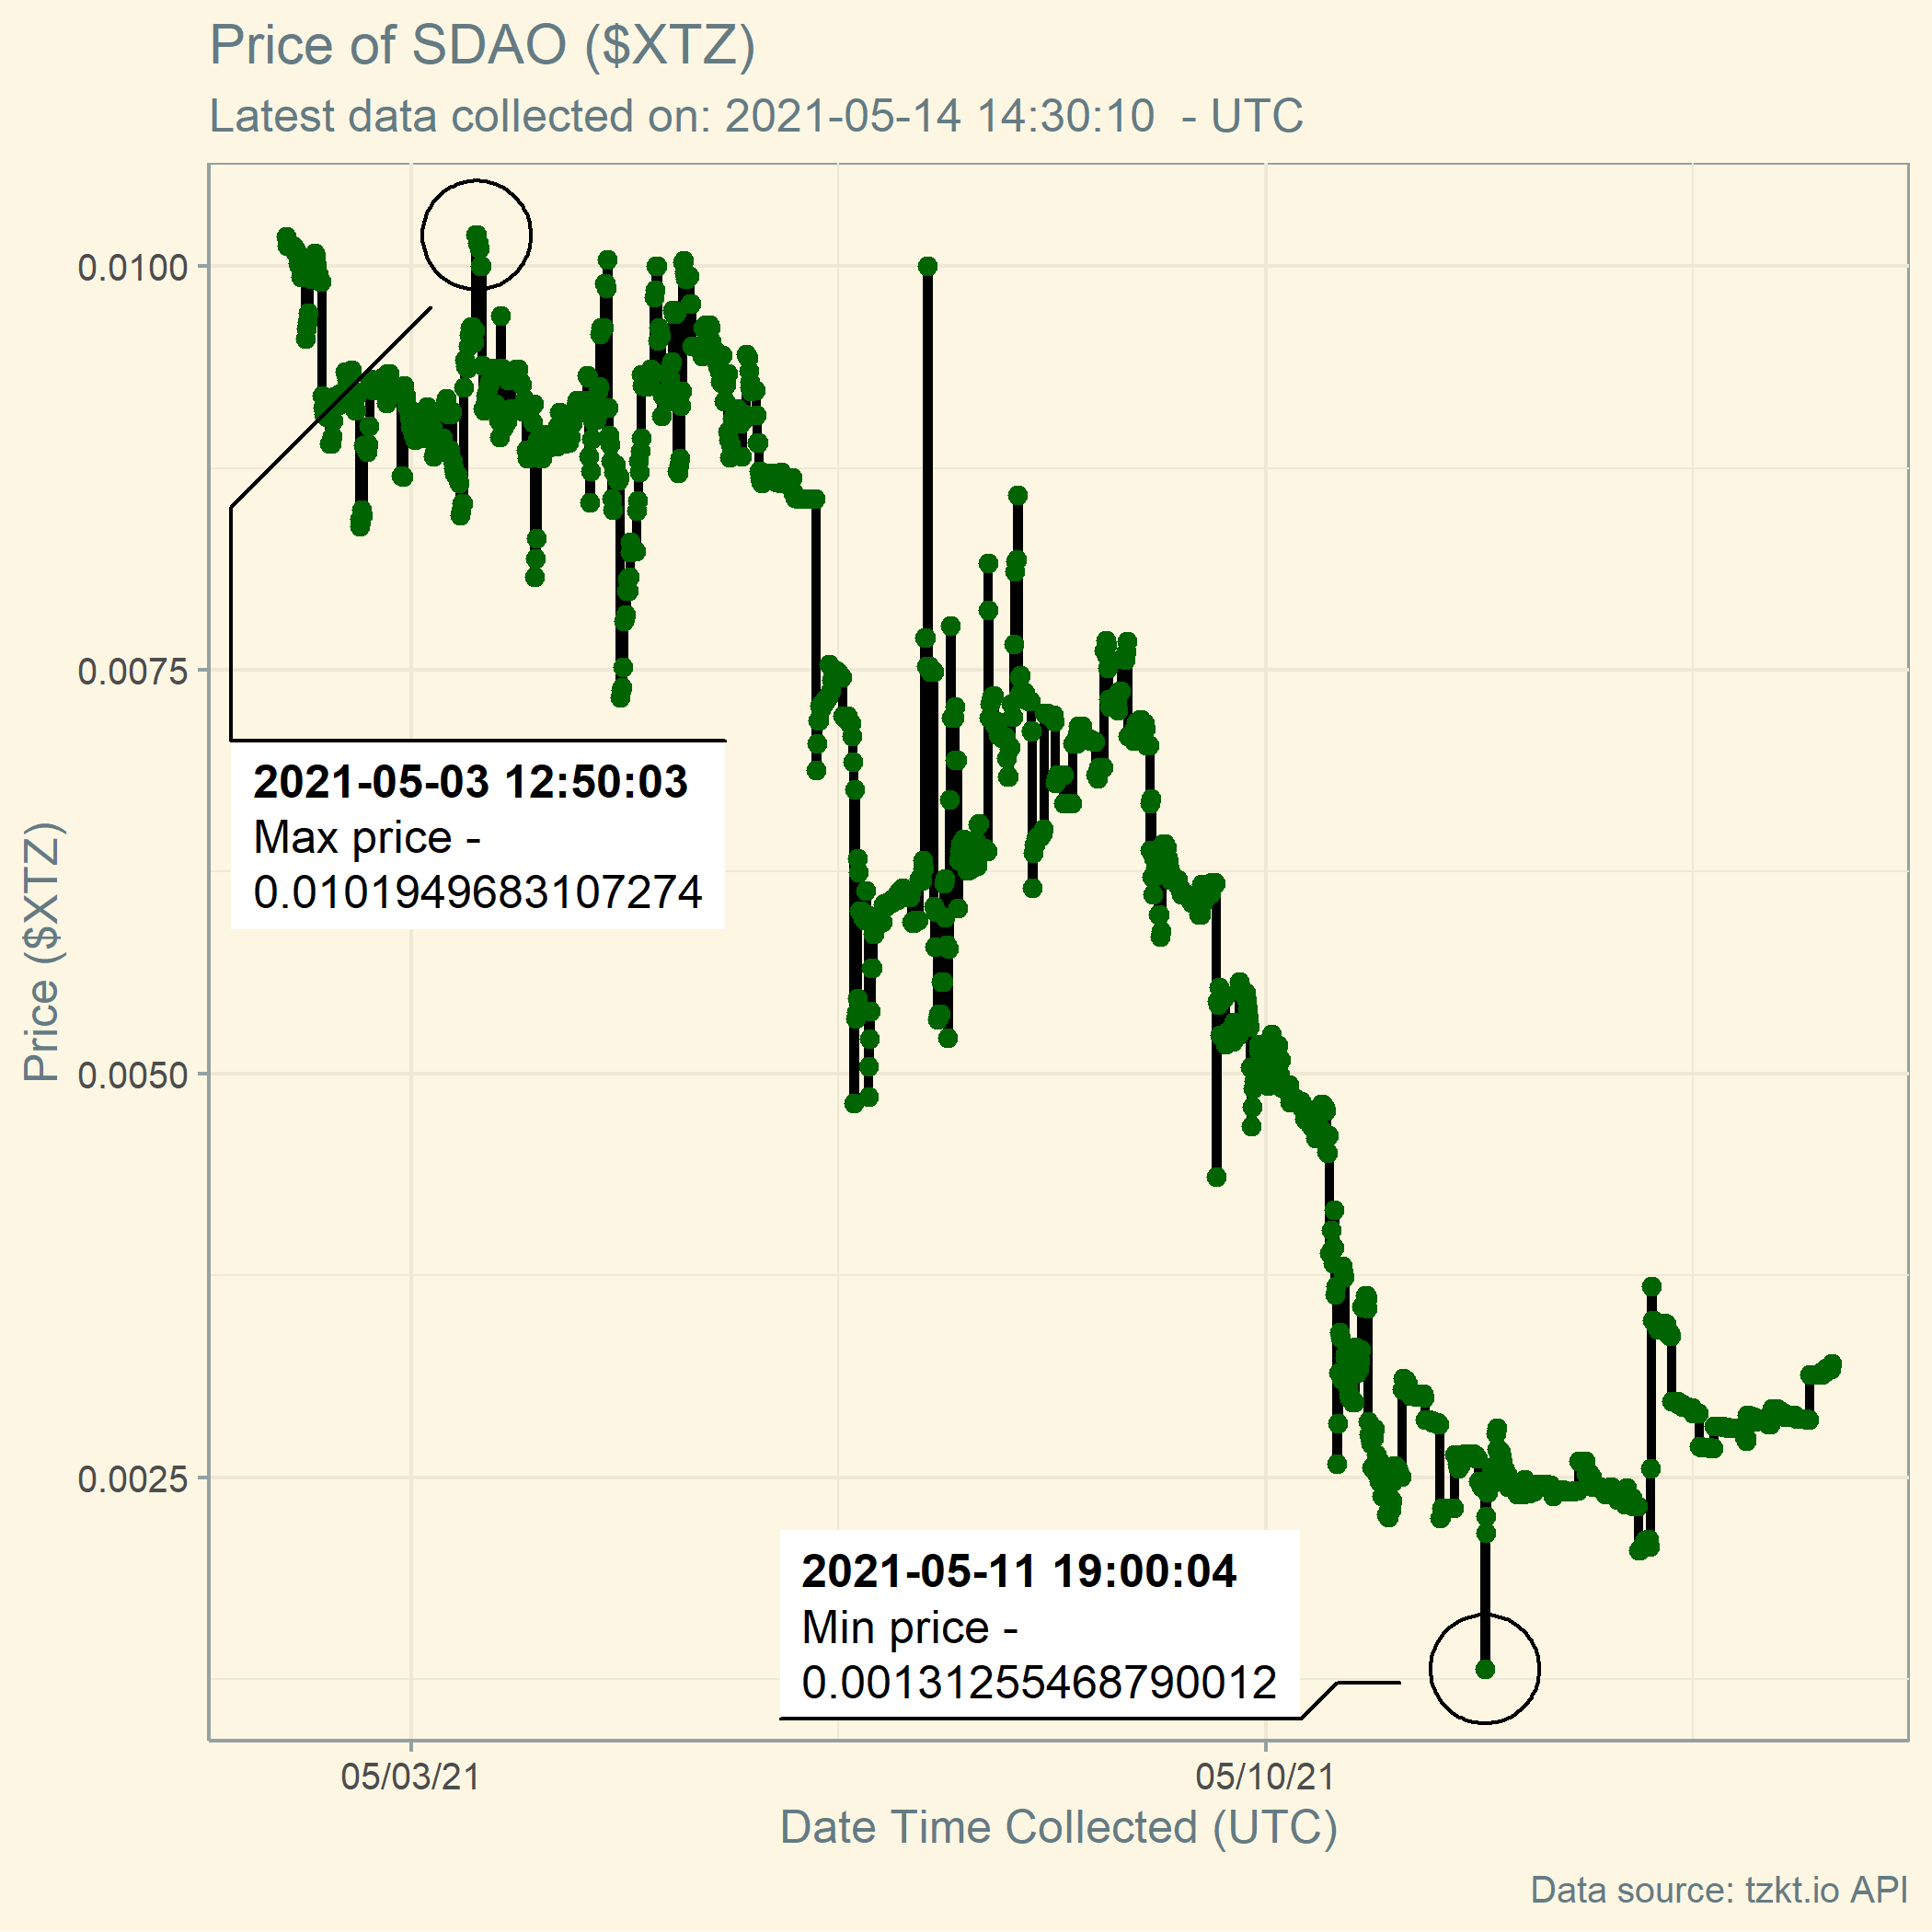 Price of SDAO ($XTZ)
Latest data collected on: 2021-05-14 14:30:10  - UTC
Price ($XTZ)
0.0100
0.0075
0.0050
0.0025
2021-05-03 12:50:03
Max price -
0.0101949683107274
2021-05-11 19:00:04
Min price -
0.00131255468790012
05/03/21
05/10/21
Date Time Collected (UTC)
Data source: tzkt.io API